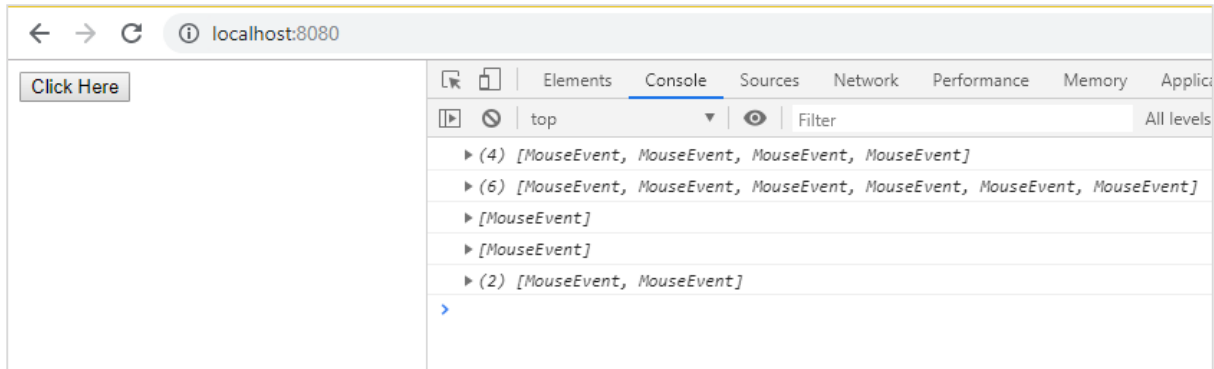 localhost:8080
Click Here
Elements Console Sources Network Performance Memory Applica
top Filter All levels
(4) [MouseEvent, MouseEvent, MouseEvent, MouseEvent]
(6) [MouseEvent, MouseEvent, MouseEvent, MouseEvent, MouseEvent, MouseEvent]
[MouseEvent]
[MouseEvent]
(2) [MouseEvent, MouseEvent]